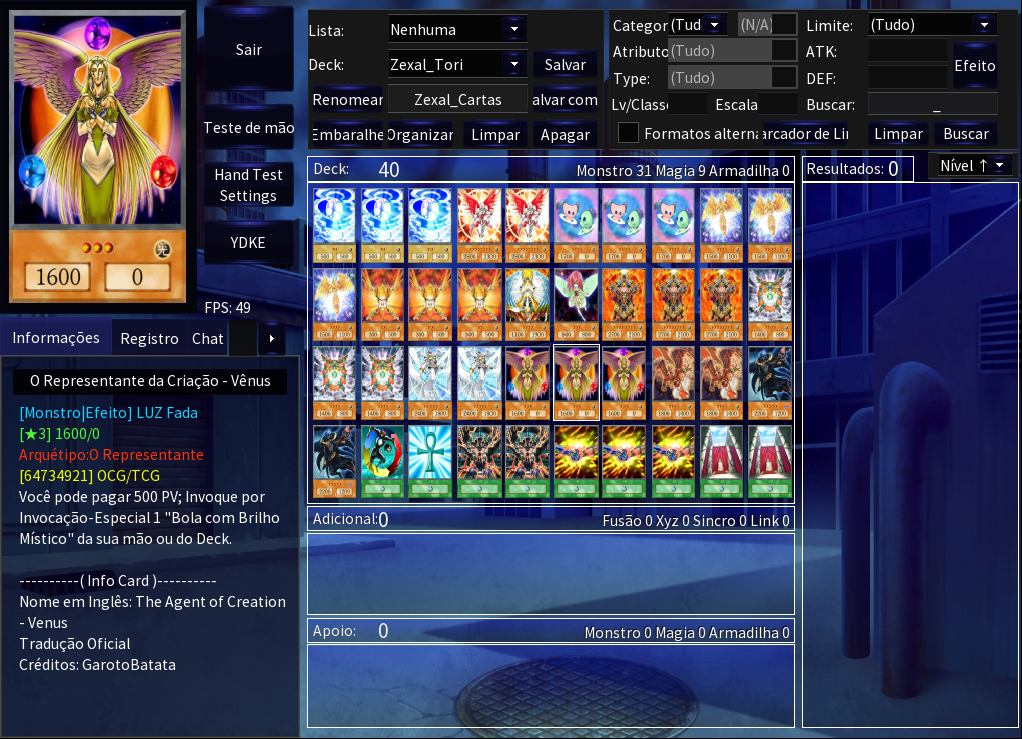 1600
0
Sair
Teste de mão
Hand Test
Settings
YDKE
FPS: 49
Lista:
Nenhuma
Deck:
Zexal_Tori
Salvar
Renomear
Zexal_Cartas
alvar com
Embaralhe
Organizar
Limpar
Apagar
Categor
(Tud
(N/A)
Limite:
(Tudo)
Atributo
(Tudo)
ATK:
Efeito
Type:
(Tudo)
DEF:
Lv/Classe
Escala
Buscar:
_
Formatos alterna
arcador de Li
Limpar
Buscar
Deck:
40
Monstro 31 Magia 9 Armadilha 0
Resultados: 0
Nível ↑
Informações
Registro
Chat
O Representante da Criação - Vênus
[Monstro|Efeito] LUZ Fada
[★3] 1600/0
Arquétipo:O Representante
[64734921] OCG/TCG
Você pode pagar 500 PV; Invoque por
Invocação-Especial 1 "Bola com Brilho
Místico" da sua mão ou do Deck.
----------( Info Card )----------
Nome em Inglês: The Agent of Creation
- Venus
Tradução Oficial
Créditos: GarotoBatata
Adicional:0
Fusão 0 Xyz 0 Sincro 0 Link 0
Apoio:
0
Monstro 0 Magia 0 Armadilha 0